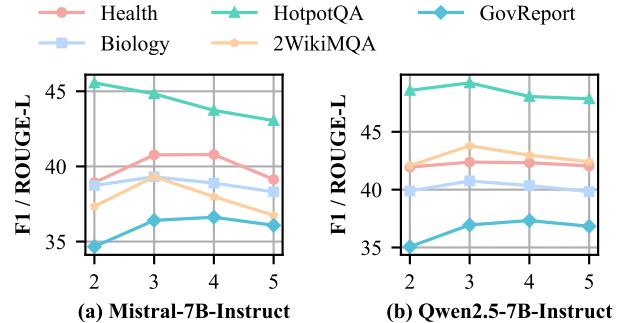 Health HotpotQA GovReport
Biology 2WikiMQA
F1 / ROUGE-L
45
40
35
2 3 4 5
(a) Mistral-7B-Instruct
F1 / ROUGE-L
45
40
35
2 3 4 5
(b) Qwen2.5-7B-Instruct